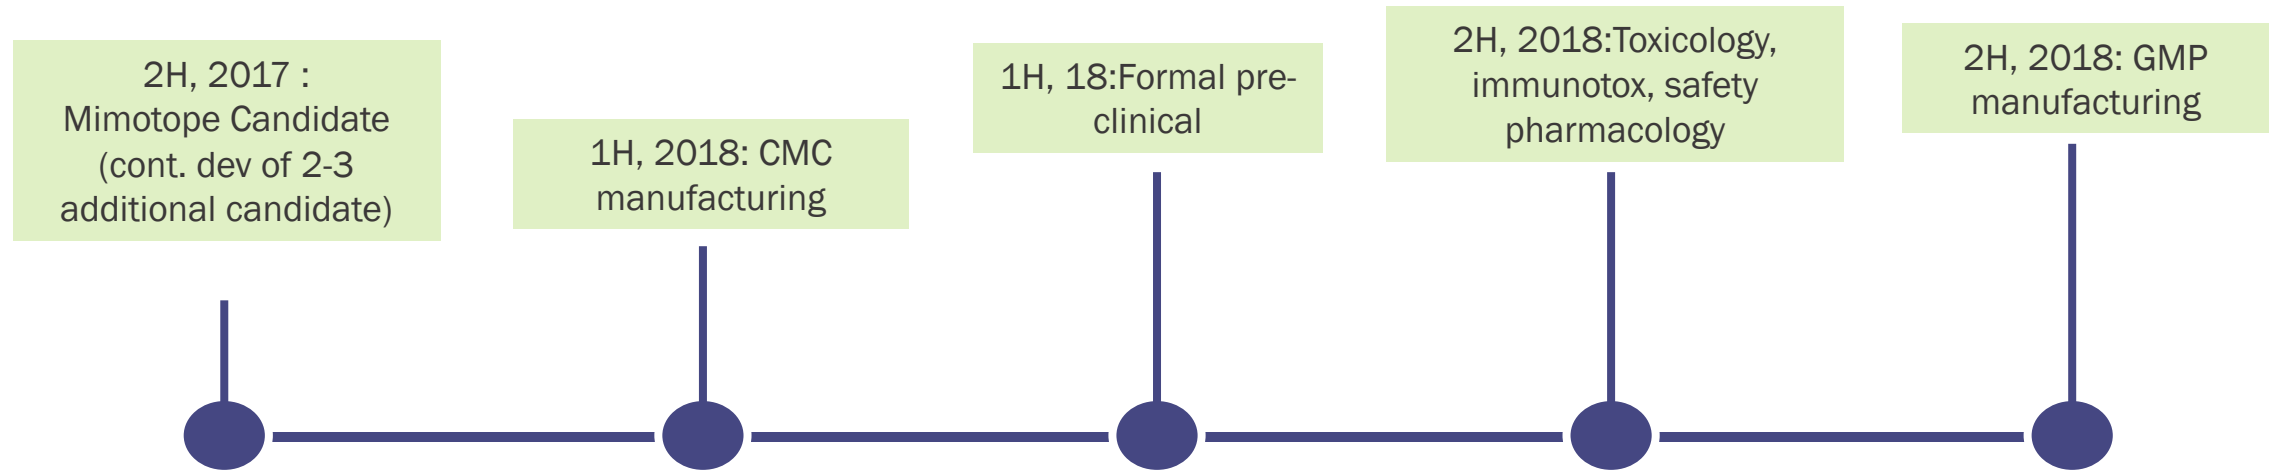 2H, 2017 :
Mimotope Candidate
(cont. dev of 2-3
additional candidate)
1H, 2018: CMC
manufacturing
1H, 18:Formal pre-
clinical
2H, 2018:Toxicology,
immunotox, safety
pharmacology
2H, 2018: GMP
manufacturing